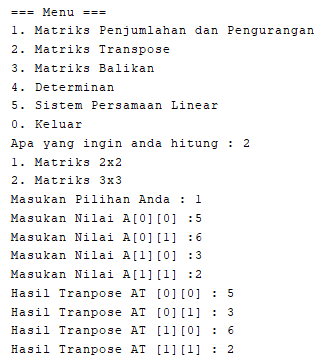 === Menu ===
1. Matriks Penjumlahan dan Pengurangan
2. Matriks Transpose
3. Matriks Balikan
4. Determinan
5. Sistem Persamaan Linear
0. Keluar
Apa yang ingin anda hitung : 2
1. Matriks 2x2
2. Matriks 3x3
Masukan Pilihan Anda : 1
Masukan Nilai A[0][0] :5
Masukan Nilai A[0][1] :6
Masukan Nilai A[1][0] :3
Masukan Nilai A[1][1] :2
Hasil Tranpose AT [0][0] : 5
Hasil Tranpose AT [0][1] : 3
Hasil Tranpose AT [1][0] : 6
Hasil Tranpose AT [1][1] : 2